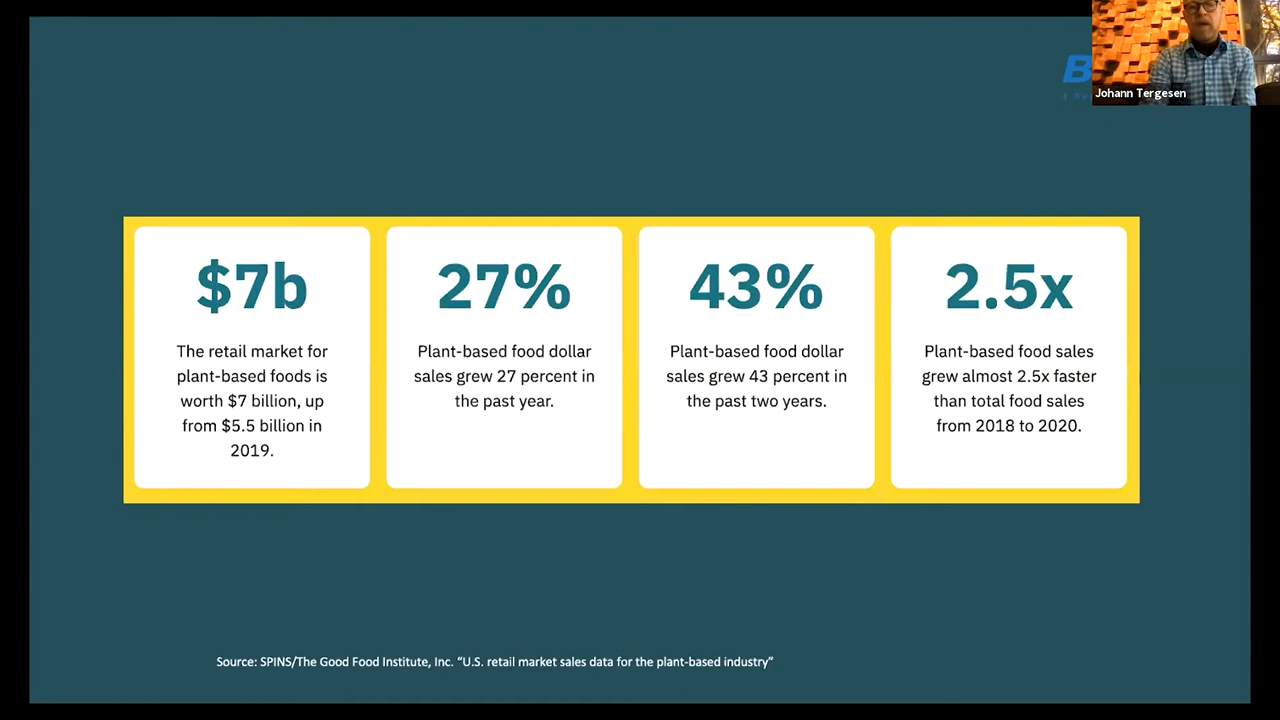 Johann Tergesen
$7b
The retail market for
plant-based foods is
worth $7 billion, up
from $5.5 billion in
2019.
27%
Plant-based food dollar
sales grew 27 percent in
the past year.
43%
Plant-based food dollar
sales grew 43 percent in
the past two years.
2.5x
Plant-based food sales
grew almost 2.5x faster
than total food sales
from 2018 to 2020.
Source: SPINS/The Good Food Institute, Inc. “U.S. retail market sales data for the plant-based industry”